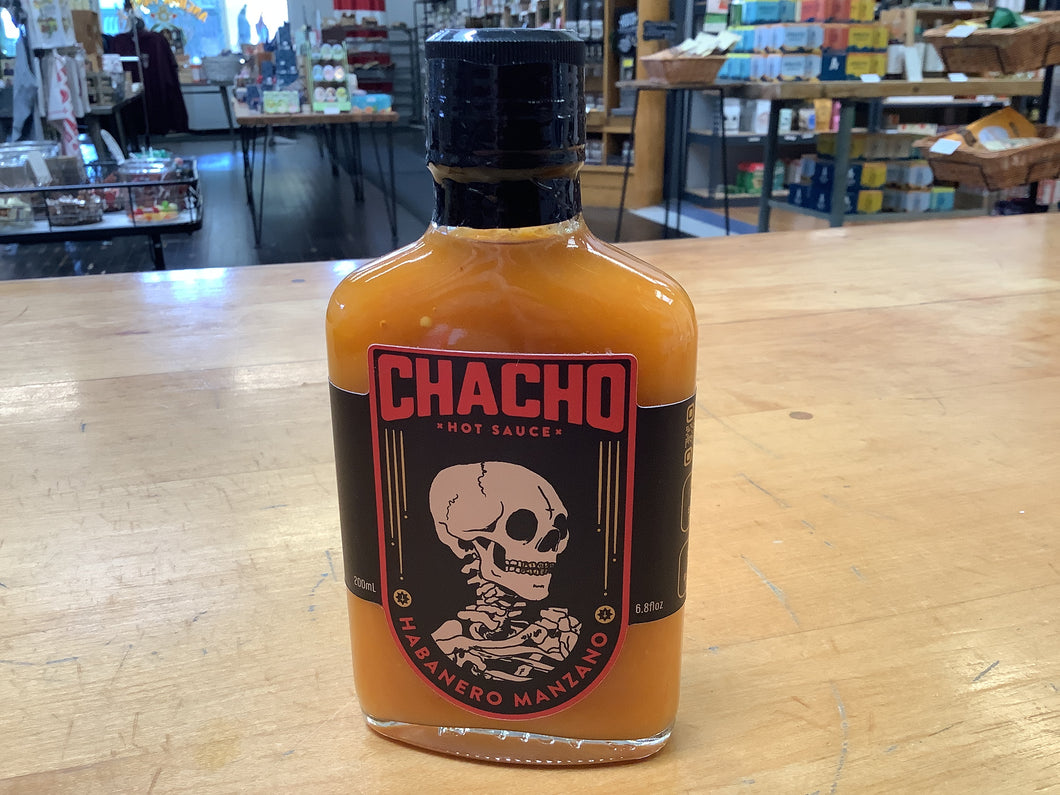 CHACHO
×HOT SAUCE×
200mL
6.8floz
HABANERO MANZANO